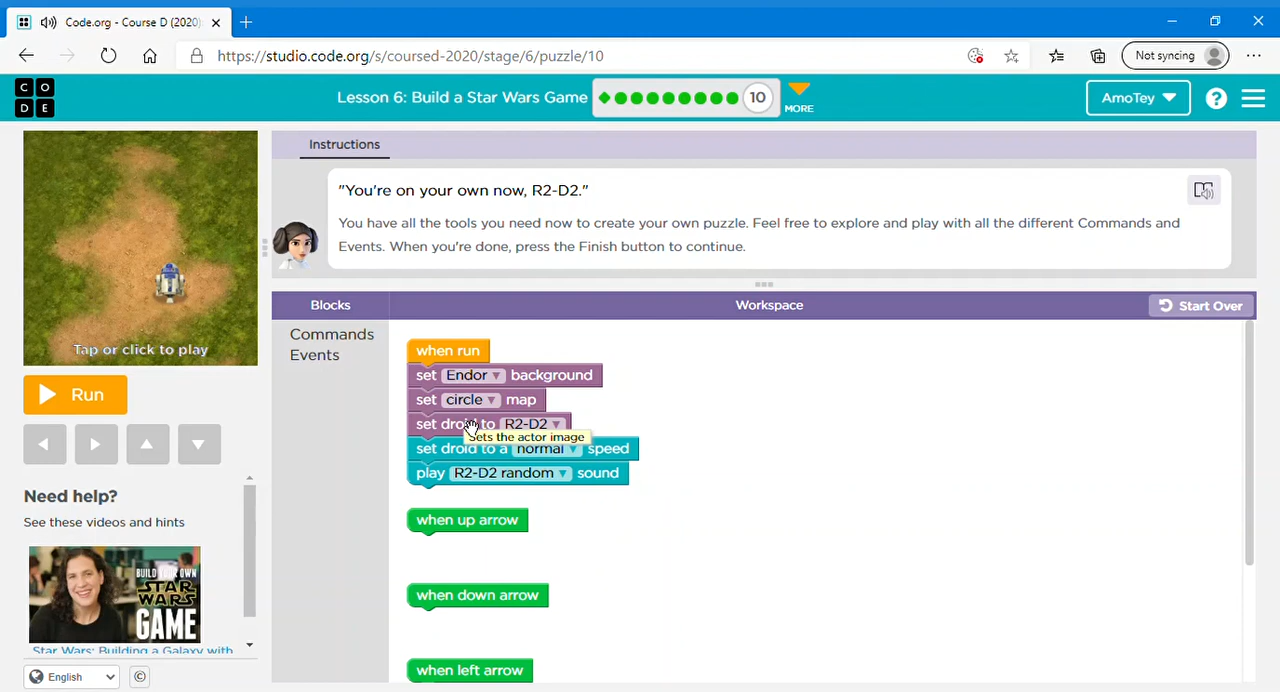 Code.org - Course D (2020)
https://studio.code.org/s/coursed-2020/stage/6/puzzle/10
Not syncing
C O
D E
Lesson 6: Build a Star Wars Game
10
MORE
AmoTey
?
Instructions
"You're on your own now, R2-D2."
You have all the tools you need now to create your own puzzle. Feel free to explore and play with all the different Commands and
Events. When you're done, press the Finish button to continue.
Tap or click to play
Run
Blocks
Workspace
Start Over
Commands
Events
when run
set Endor background
set circle map
set droid to R2-D2
Sets the actor image
set droid to a normal speed
play R2-D2 random sound
when up arrow
when down arrow
when left arrow
Need help?
See these videos and hints
BUILD YOUR OWN
STAR
WARS
GAME
Star Wars: Building a Galaxy with
English
©